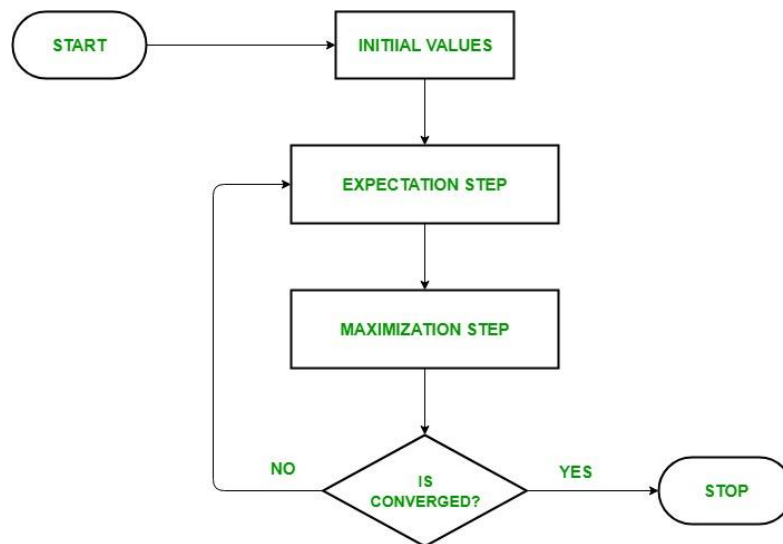 START
INITIIAL VALUES
EXPECTATION STEP
MAXIMIZATION STEP
NO
IS
CONVERGED?
YES
STOP